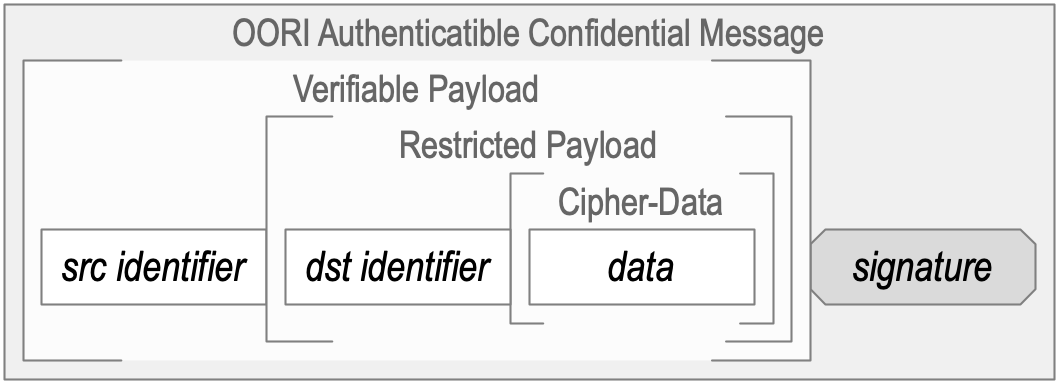 OORI Authenticatible Confidential Message
Verifiable Payload
Restricted Payload
Cipher-Data
src identifier
dst identifier
data
signature